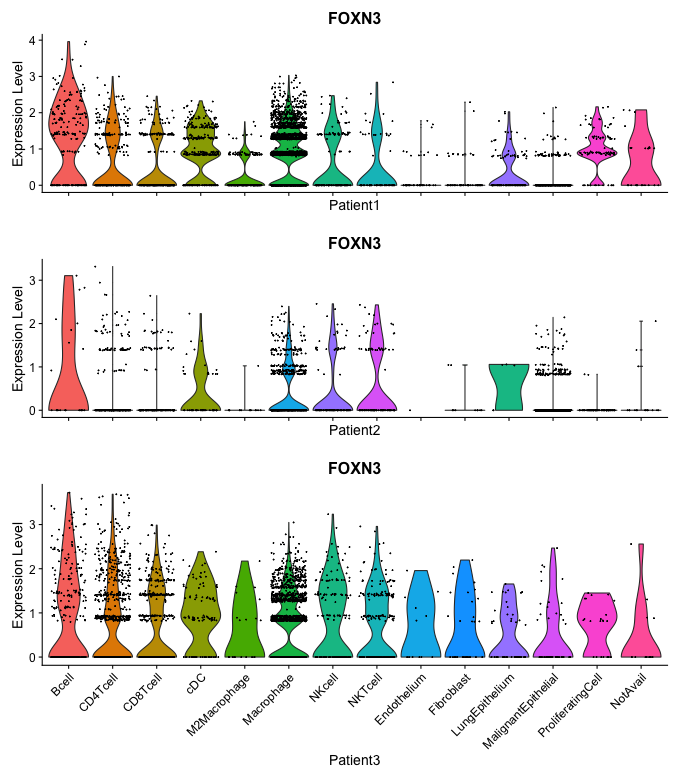 FOXN3
Expression Level
4
3
2
1
0
Patient1
FOXN3
Expression Level
3
2
1
0
Patient2
FOXN3
Expression Level
3
2
1
0
Bcell
CD4Tcell
CD8Tcell
cDC
M2Macrophage
Macrophage
NKcell
NKTcell
Endothelium
Fibroblast
LungEpithelium
MalignantEpithelial
ProliferatingCell
NotAvail
Patient3